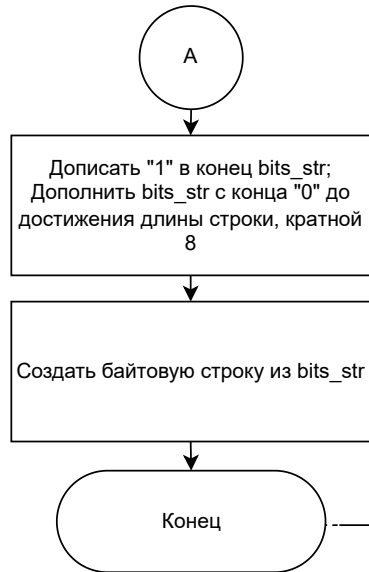 А
Дописать "1" в конец bits_str;
Дополнить bits_str с конца "0" до
достижения длины строки, кратной
8
Создать байтовую строку из bits_str
Конец